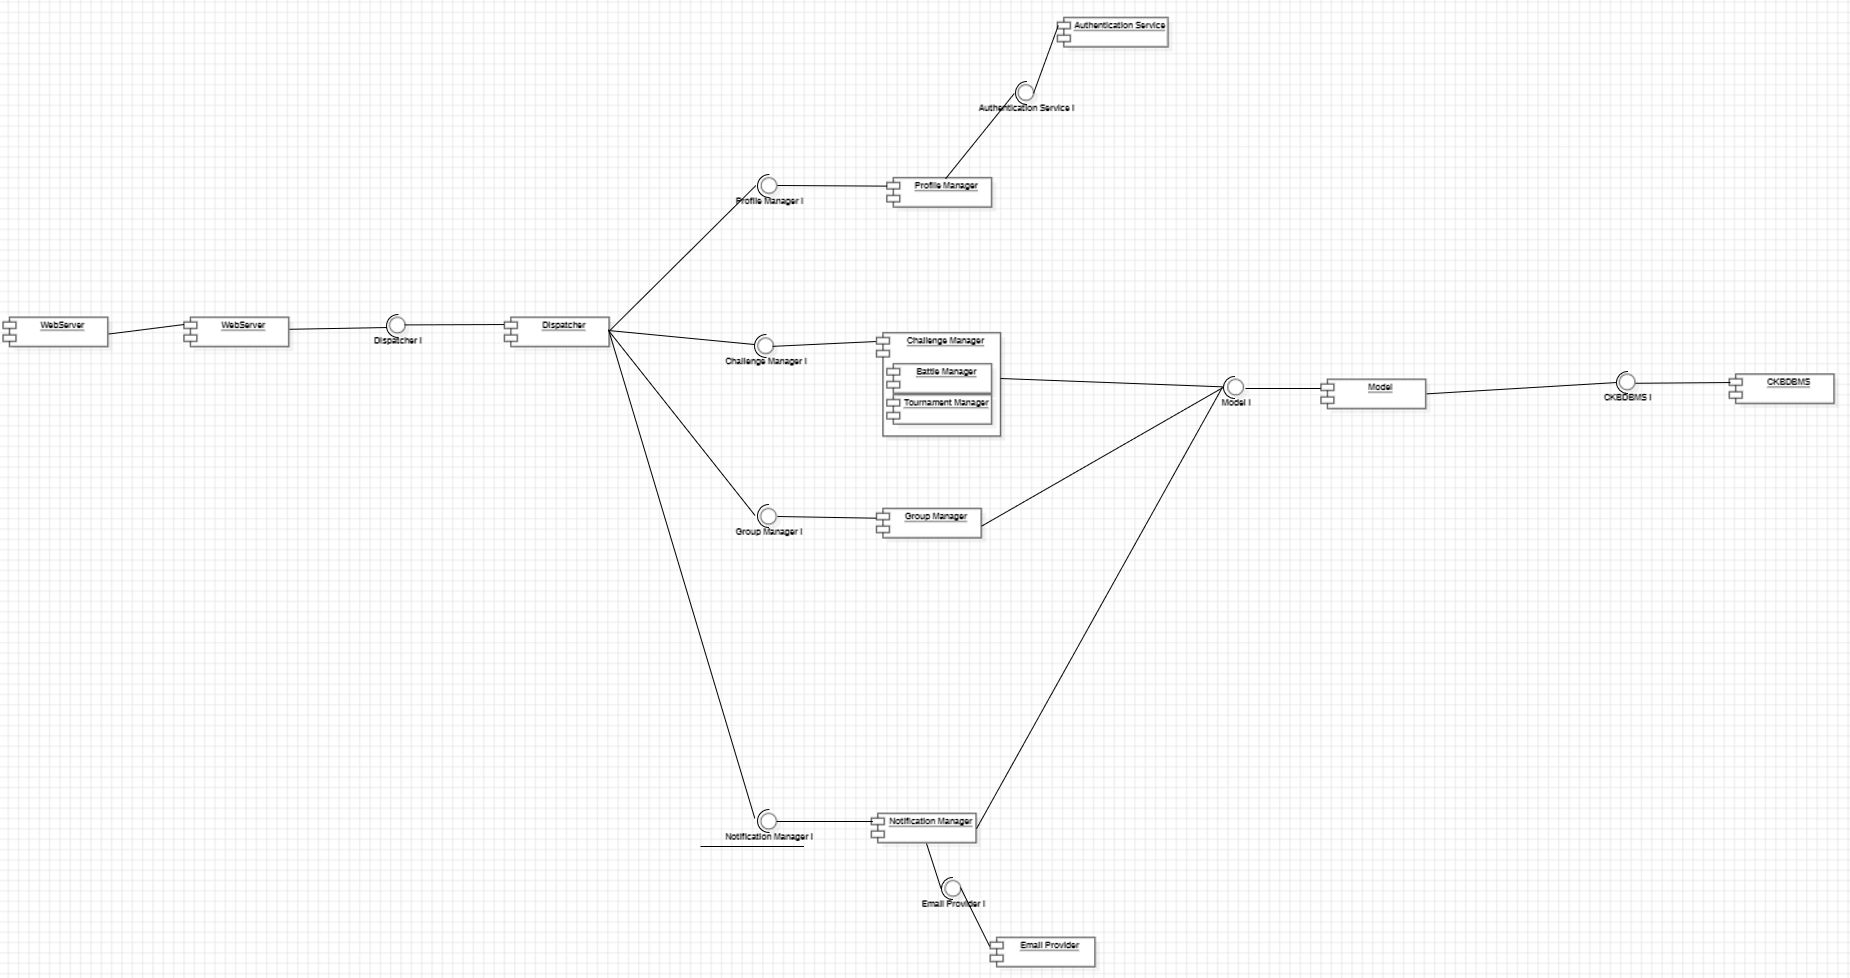 Authentication Service
Authentication Service I
Profile Manager
Profile Manager I
WebServer
WebServer
Dispatcher I
Dispatcher
Challenge Manager I
Challenge Manager
Battle Manager
Tournament Manager
Model I
Model
CKBDBMS I
CKBDBMS
Group Manager I
Group Manager
Notification Manager I
Notification Manager
Email Provider I
Email Provider